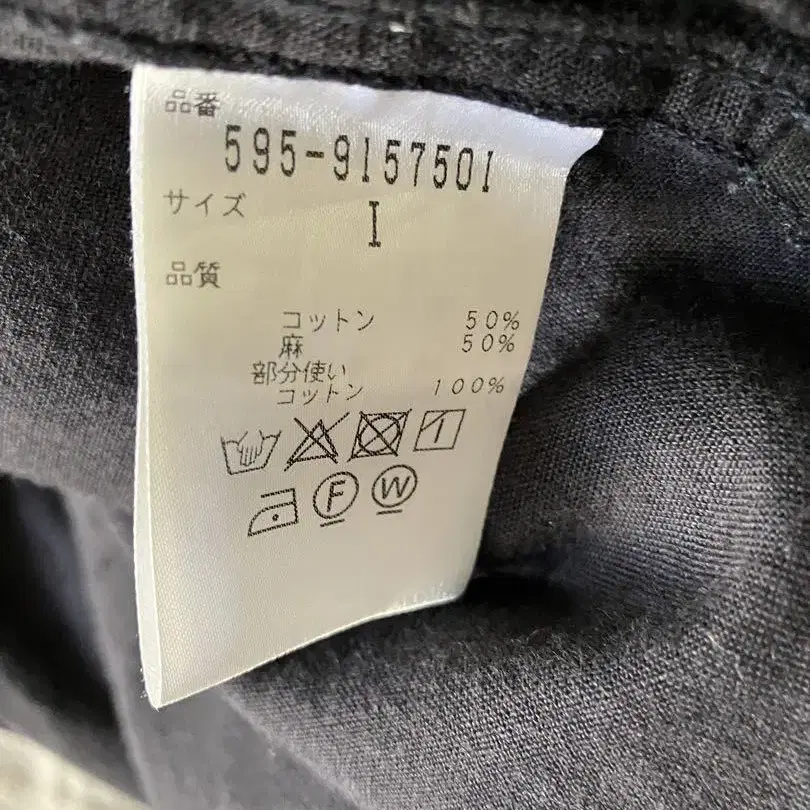 品番
595-9157501
サイズ
I
品質
コットン 50%
麻 50%
部分使い
コットン 100%
F W